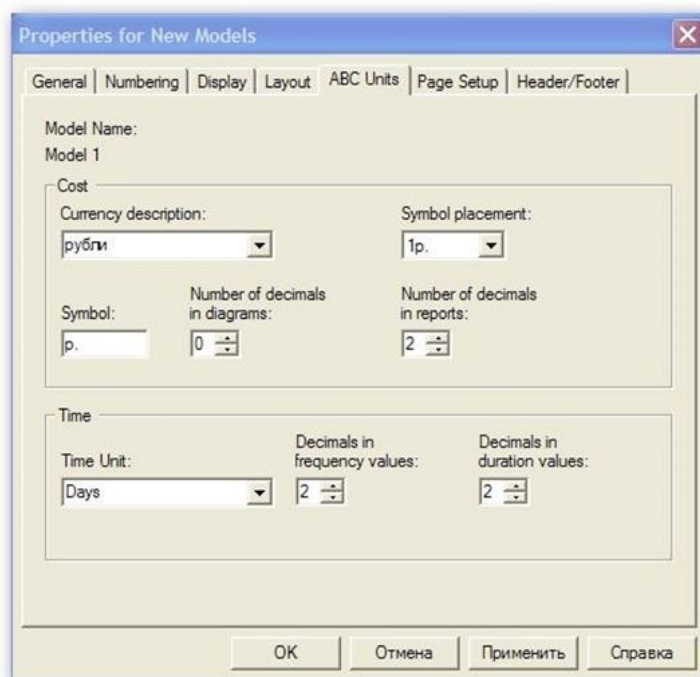 Properties for New Models
General Numbering Display Layout ABC Units Page Setup Header/Footer
Model Name:
Model 1
Cost
Currency description: Symbol placement:
рубли 1р.
Number of decimals Number of decimals
Symbol: in diagrams: in reports:
р. 0 2
Time
Decimals in Decimals in
Time Unit: frequency values: duration values:
Days 2 2
OK Отмена Применить Справка